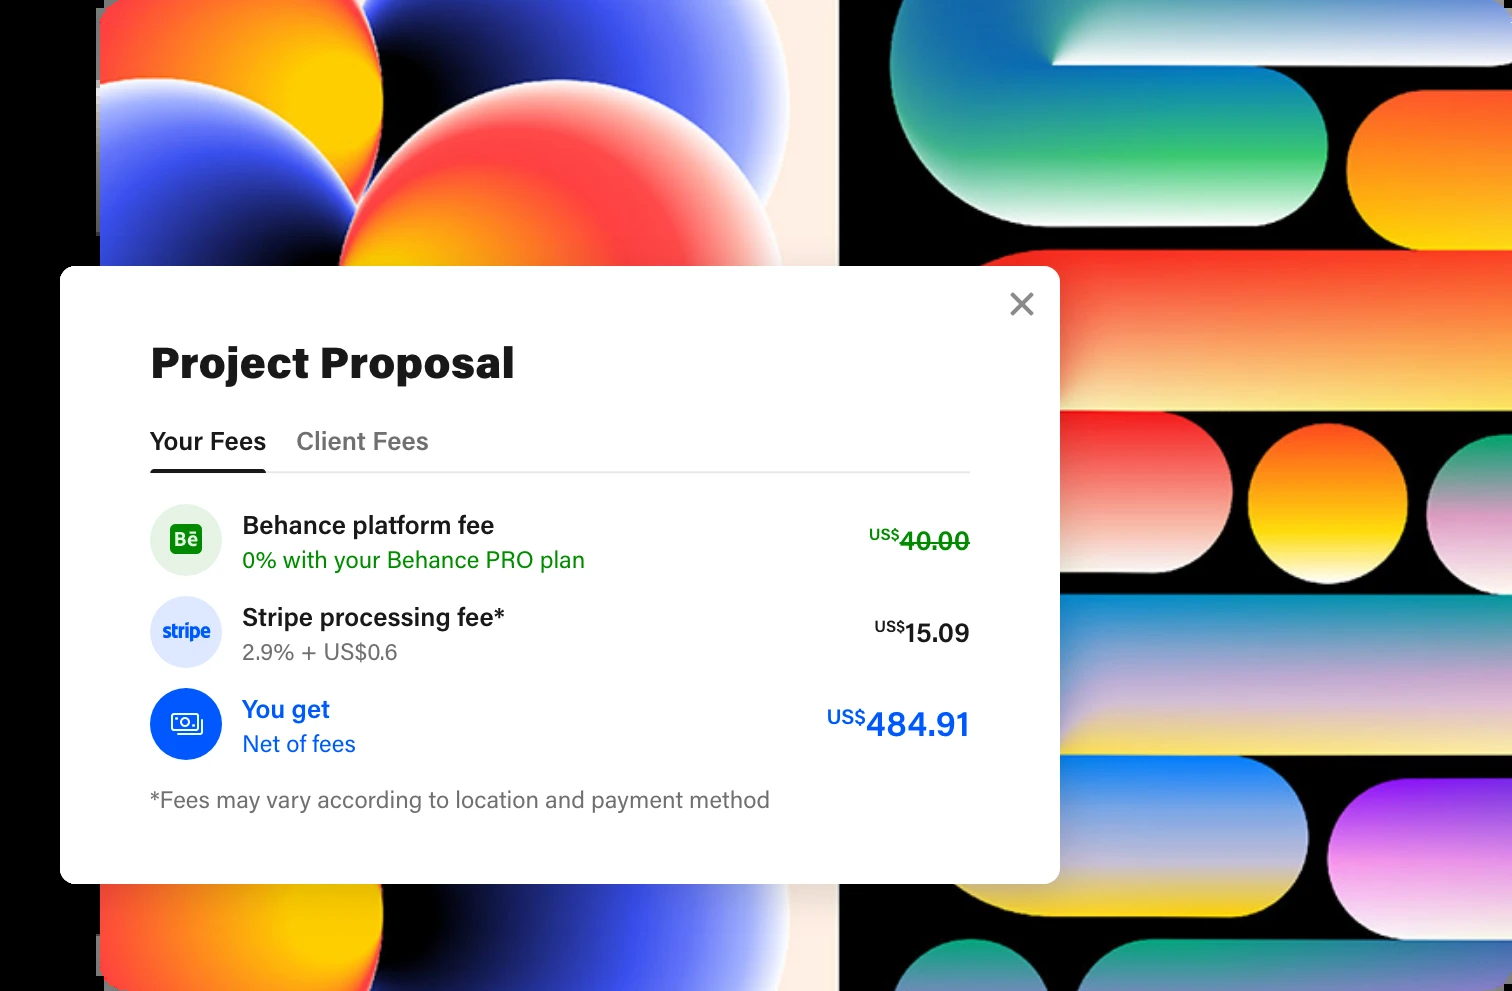 Project Proposal
Your Fees Client Fees
Bē Behance platform fee US$40.00
0% with your Behance PRO plan
stripe Stripe processing fee* US$15.09
2.9% + US$0.6
You get US$484.91
Net of fees
*Fees may vary according to location and payment method